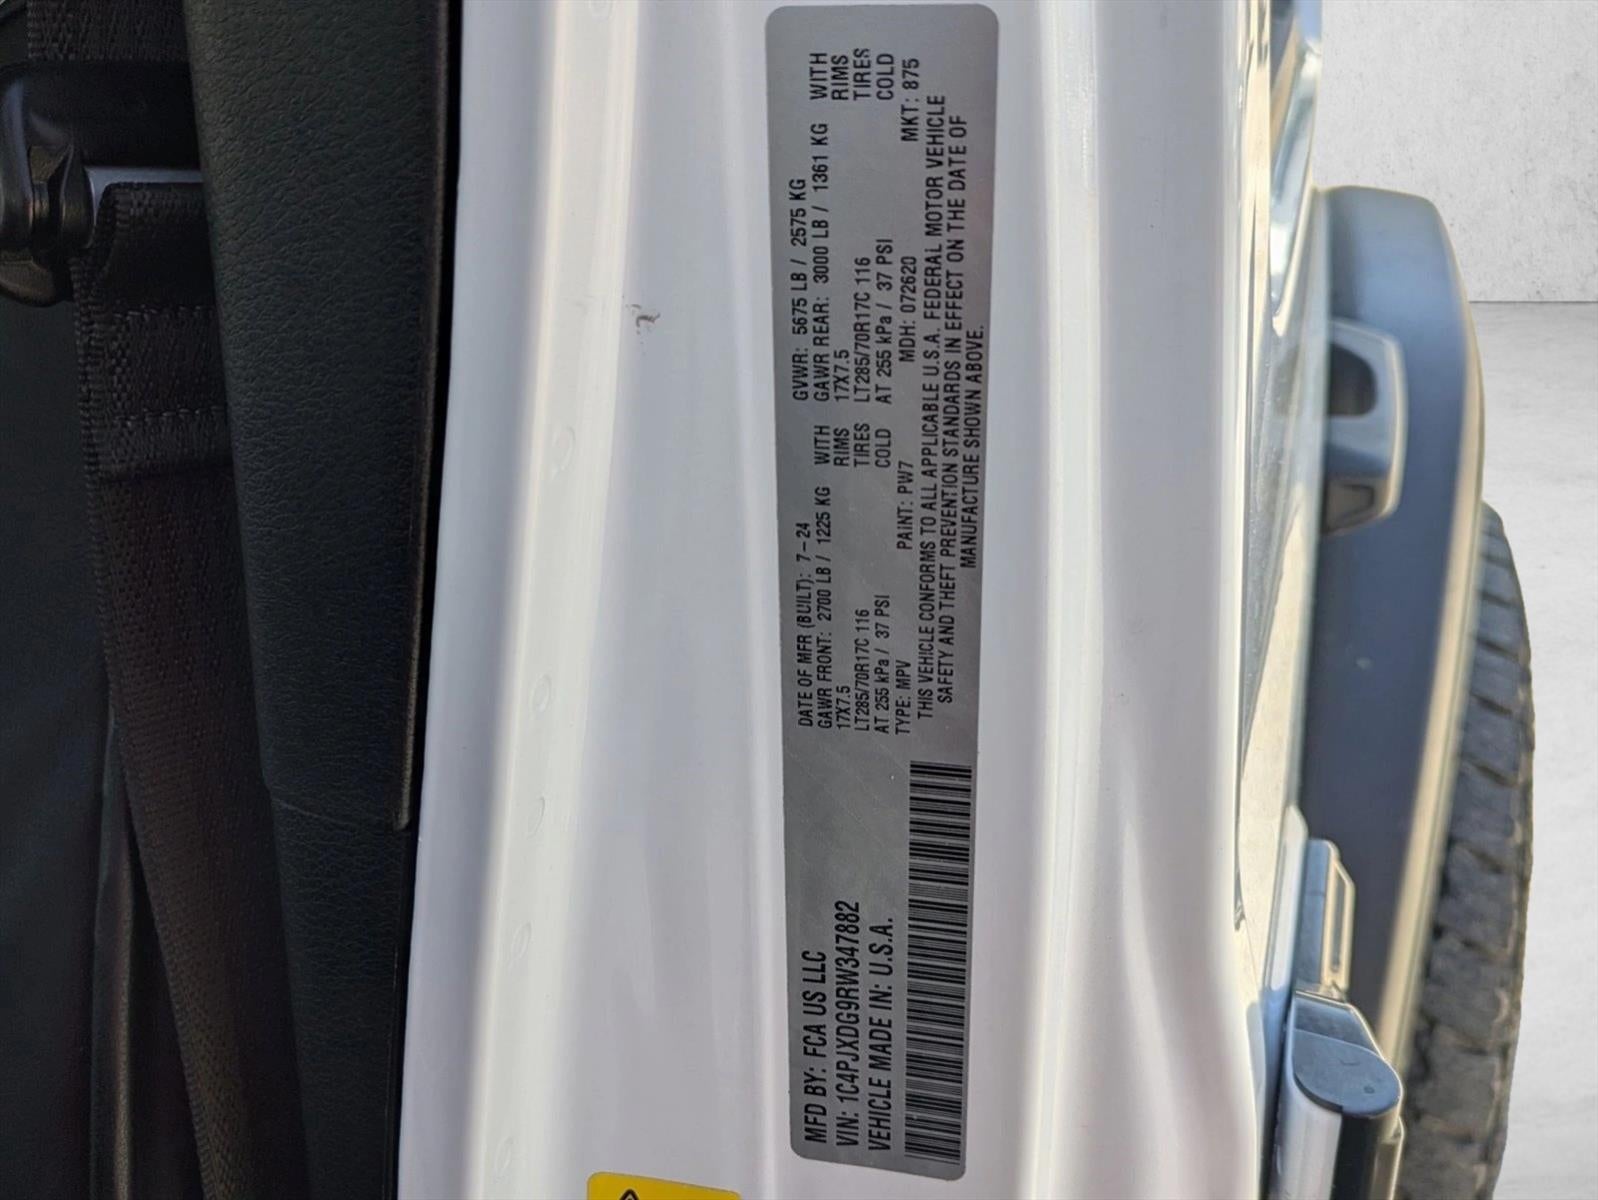 MFD BY: FCA US LLC
VIN: 1C4PJXDG9RW347882
VEHICLE MADE IN: U.S.A.
DATE OF MFR (BUILT): 7-24 GVWR: 5675 LB / 2575 KG
GAWR FRONT: 2700 LB / 1225 KG WITH GAWR REAR: 3000 LB / 1361 KG WITH
17X7.5 RIMS 17X7.5 RIMS
LT285/70R17C 116 TIRES LT285/70R17C 116 TIRES
AT 255 kPa / 37 PSI COLD AT 255 kPa / 37 PSI COLD
TYPE: MPV PAINT: PW7 MDH: 072620 MKT: 875
THIS VEHICLE CONFORMS TO ALL APPLICABLE U.S.A. FEDERAL MOTOR VEHICLE
SAFETY AND THEFT PREVENTION STANDARDS IN EFFECT ON THE DATE OF
MANUFACTURE SHOWN ABOVE.